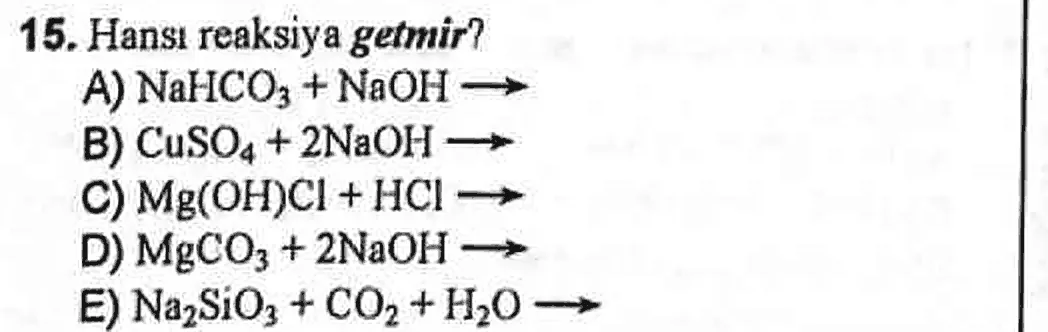 15. Hansı reaksiya getmir?
A) NaHCO₃ + NaOH ⟶
B) CuSO₄ + 2NaOH ⟶
C) Mg(OH)Cl + HCl ⟶
D) MgCO₃ + 2NaOH ⟶
E) Na₂SiO₃ + CO₂ + H₂O ⟶